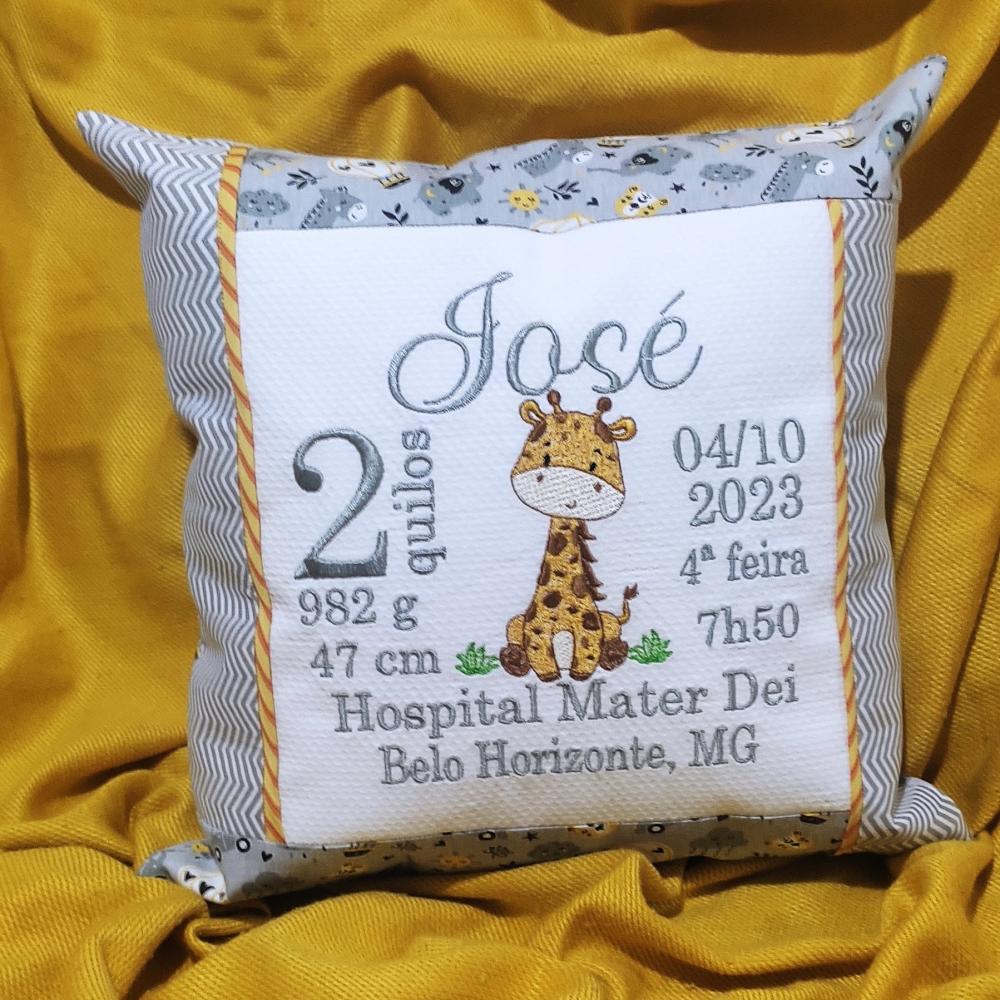 José
2 quilos
982 g
47 cm
04/10
2023
4ª feira
7h50
Hospital Mater Dei
Belo Horizonte, MG